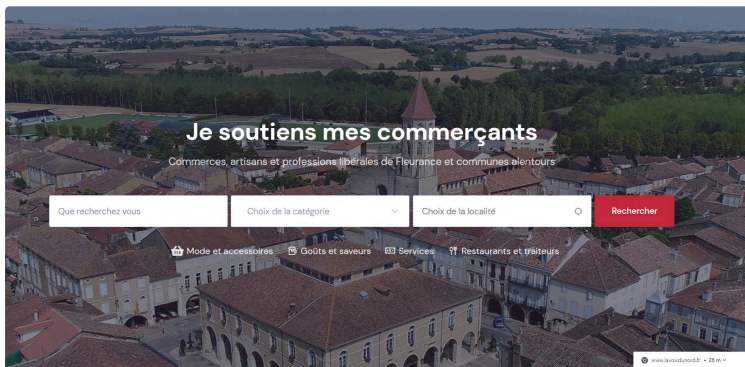 Je soutiens mes commerçants
Commerces, artisans et professions libérales de Fleurance et communes alentours
Que recherchez vous
Choix de la catégorie
Choix de la localité
Rechercher
Mode et accessoires
Goûts et saveurs
Services
Restaurants et traiteurs
www.lavoixdunord.fr • 28 m